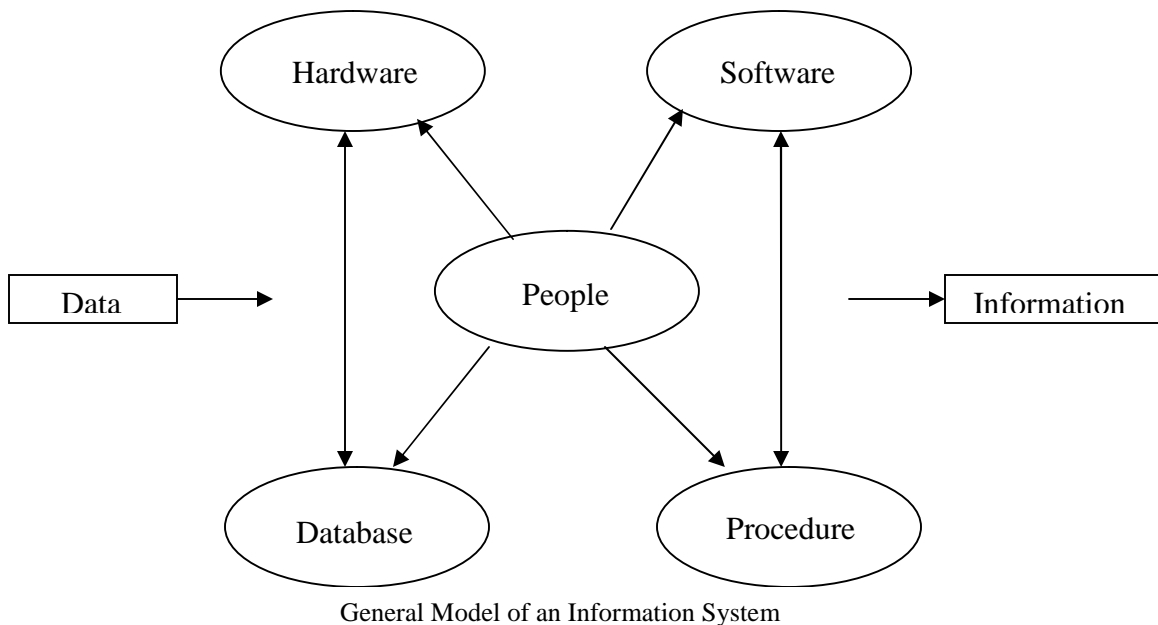 Hardware
Software
People
Data
Information
Database
Procedure
General Model of an Information System